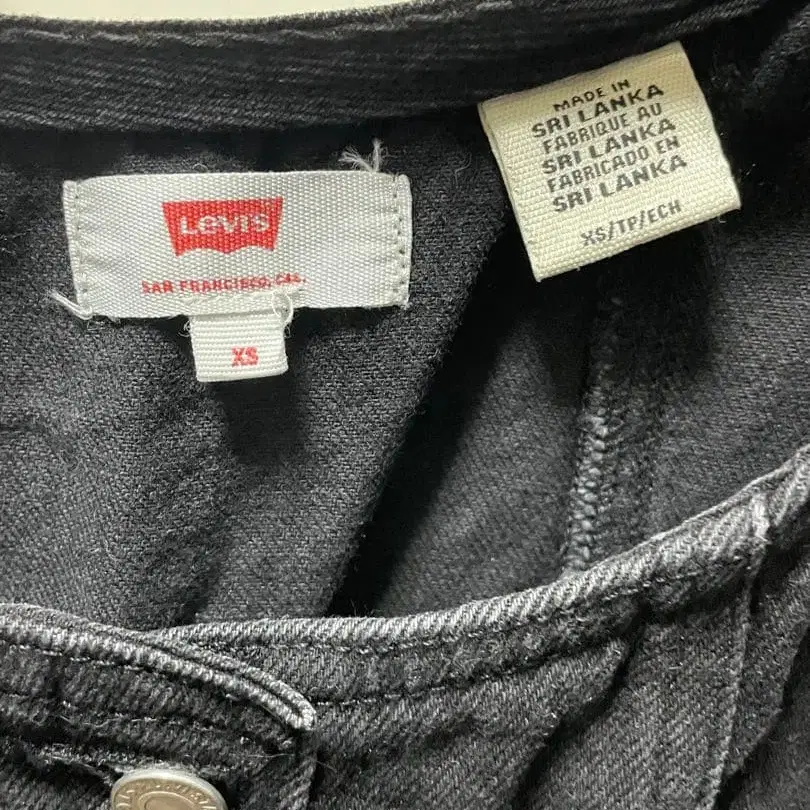 Levi's
SAN FRANCISCO, CAL.
XS
MADE IN
SRI LANKA
FABRIQUE AU
SRI LANKA
FABRICADO EN
SRI LANKA
XS/TP/ECH